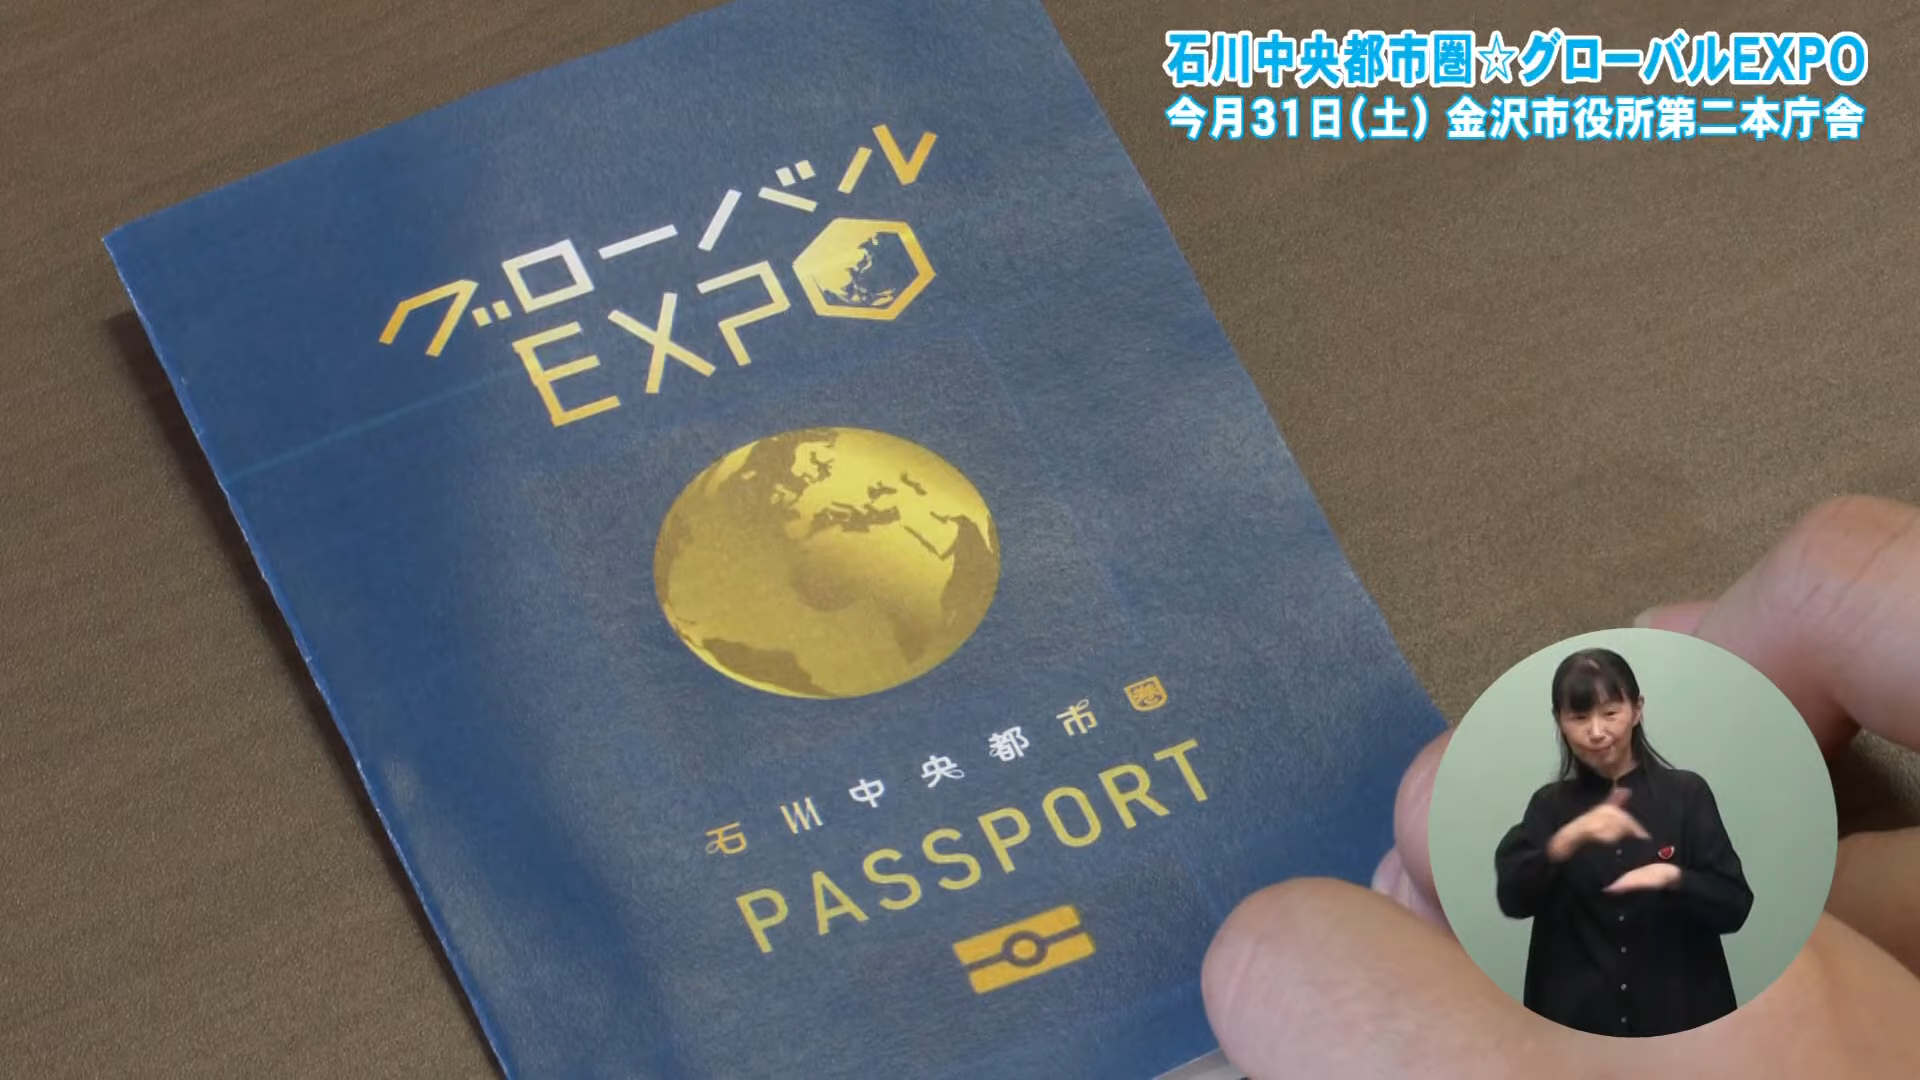 石川中央都市圏☆グローバルEXPO
今月31日(土) 金沢市役所第二本庁舎
グローバル
EXPO
石川中央都市圏
PASSPORT